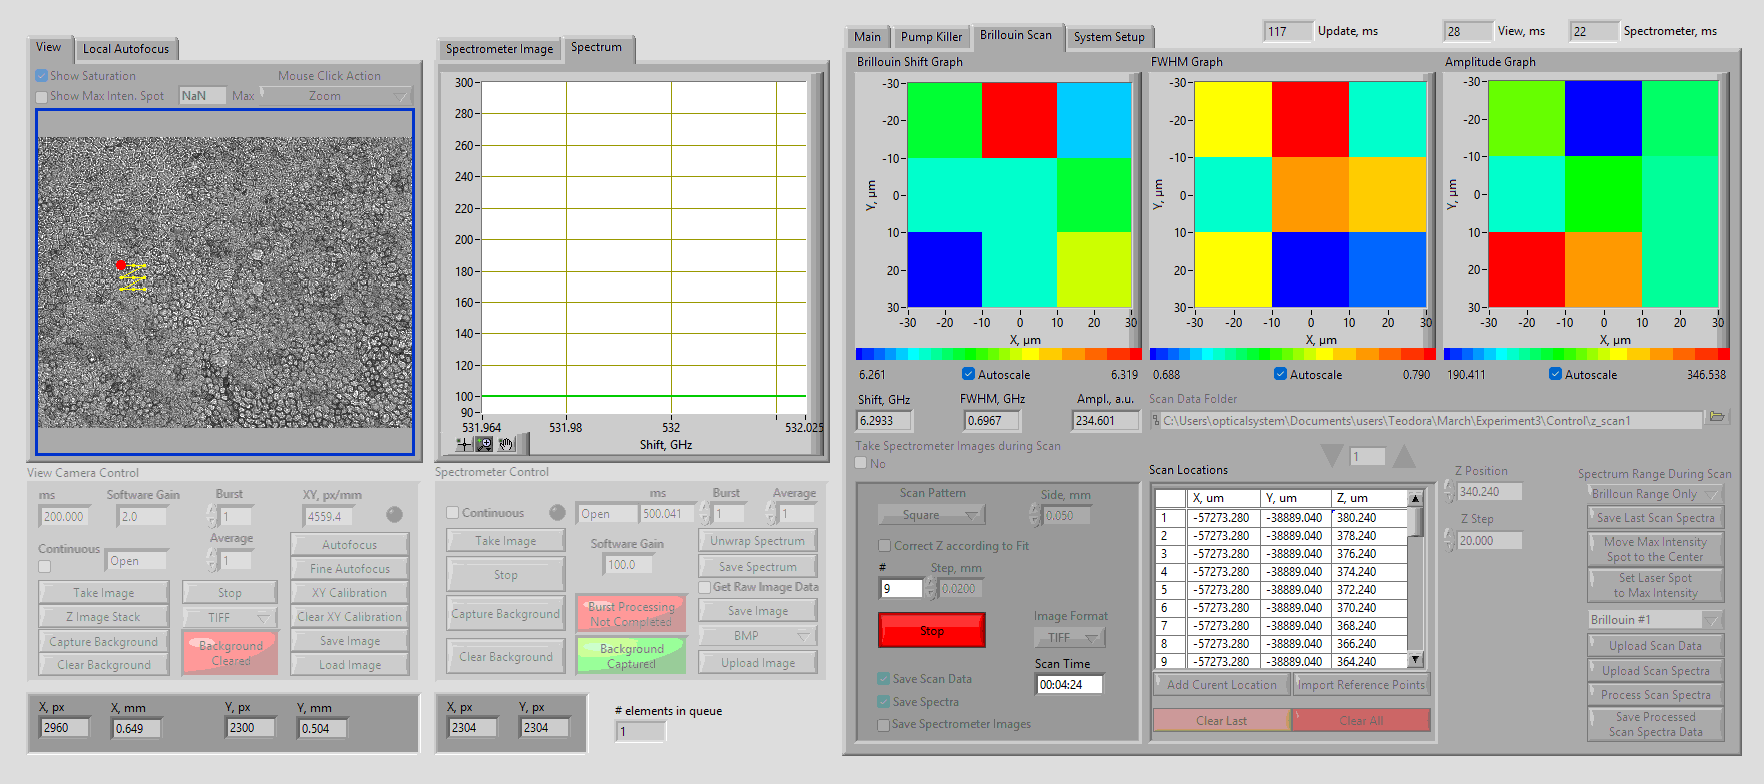 117 Update, ms 28 View, ms 22 Spectrometer, ms
View Local Autofocus
Show Saturation Mouse Click Action
Show Max Inten. Spot NaN Max Zoom
Spectrometer Image Spectrum
300
280
260
240
220
200
180
160
140
120
100
90
531.964 531.98 532 532.025
Shift, GHz
Main Pump Killer Brillouin Scan System Setup
Brillouin Shift Graph FWHM Graph Amplitude Graph
-30 -30 -30
-20 -20 -20
-10 -10 -10
Y, µm 0 Y, µm 0 Y, µm 0
10 10 10
20 20 20
30 30 30
-30 -20 -10 0 10 20 30 -30 -20 -10 0 10 20 30 -30 -20 -10 0 10 20 30
X, µm X, µm X, µm
6.261 Autoscale 6.319 0.688 Autoscale 0.790 190.411 Autoscale 346.538
Shift, GHz FWHM, GHz Ampl., a.u. Scan Data Folder
6.2933 0.6967 234.601 C:\Users\opticalsystem\Documents\users\Teodora\March\Experiment3\Control\z_scan1
Take Spectrometer Images during Scan
No
1
View Camera Control
ms Software Gain Burst XY, px/mm
200.000 2.0 1 4559.4
Continuous Open Average 1
Autofocus
Fine Autofocus
Take Image Stop XY Calibration
Z Image Stack TIFF Clear XY Calibration
Capture Background Background Cleared Save Image
Clear Background Load Image
X, px X, mm Y, px Y, mm
2960 0.649 2300 0.504
Spectrometer Control
ms Burst Average
Continuous Open 500.041 1 1
Take Image Software Gain Unwrap Spectrum
Stop 100.0 Save Spectrum
Get Raw Image Data
Capture Background Burst Processing Not Completed Save Image
BMP
Clear Background Background Captured Upload Image
X, px Y, px
2304 2304
# elements in queue
1
Scan Pattern Side, mm
Square 0.050
Correct Z according to Fit
# Step, mm
9 0.0200
Stop
Image Format
TIFF
Scan Time
00:04:24
Save Scan Data
Save Spectra
Save Spectrometer Images
Scan Locations
X, um Y, um Z, um
1 -57273.280 -38889.040 380.240
2 -57273.280 -38889.040 378.240
3 -57273.280 -38889.040 376.240
4 -57273.280 -38889.040 374.240
5 -57273.280 -38889.040 372.240
6 -57273.280 -38889.040 370.240
7 -57273.280 -38889.040 368.240
8 -57273.280 -38889.040 366.240
9 -57273.280 -38889.040 364.240
Add Curent Location Import Reference Points
Clear Last Clear All
Z Position
340.240
Z Step
20.000
Spectrum Range During Scan
Brilloun Range Only
Save Last Scan Spectra
Move Max Intensity
Spot to the Center
Set Laser Spot
to Max Intensity
Brillouin #1
Upload Scan Data
Upload Scan Spectra
Process Scan Spectra
Save Processed
Scan Spectra Data